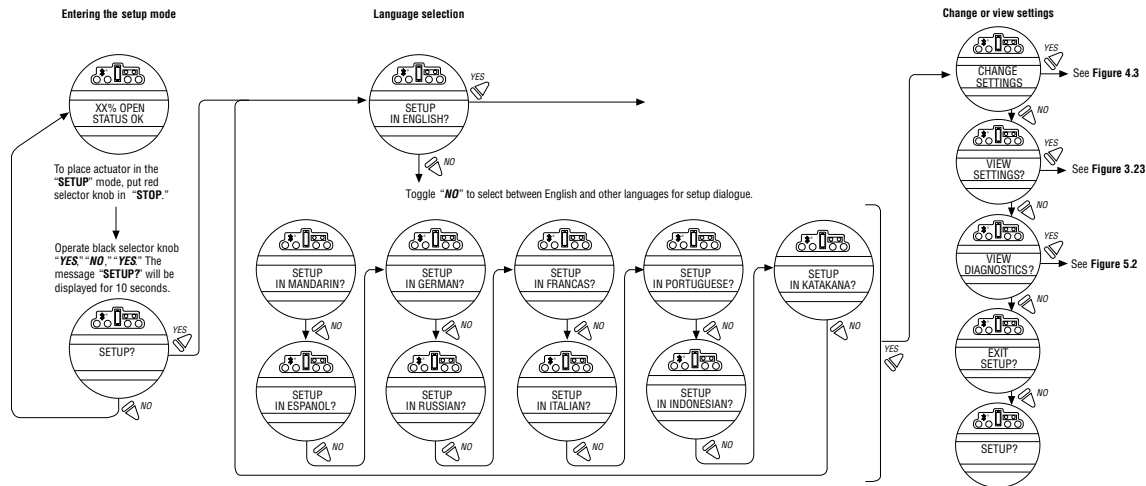 Entering the setup mode
Language selection
Change or view settings
XX% OPEN
STATUS OK
To place actuator in the
“SETUP” mode, put red
selector knob in “STOP.”
Operate black selector knob
“YES,” “NO,” “YES.” The
message “SETUP?” will be
displayed for 10 seconds.
SETUP?
YES
NO
SETUP
IN ENGLISH?
YES
NO
Toggle “NO” to select between English and other languages for setup dialogue.
SETUP
IN MANDARIN?
NO
SETUP
IN ESPANOL?
NO
SETUP
IN GERMAN?
NO
SETUP
IN RUSSIAN?
NO
SETUP
IN FRANCAS?
NO
SETUP
IN ITALIAN?
NO
SETUP
IN PORTUGUESE?
NO
SETUP
IN INDONESIAN?
NO
SETUP
IN KATAKANA?
NO
YES
CHANGE
SETTINGS
YES
See Figure 4.3
NO
VIEW
SETTINGS?
YES
See Figure 3.23
NO
VIEW
DIAGNOSTICS?
YES
See Figure 5.2
NO
EXIT
SETUP?
NO
SETUP?